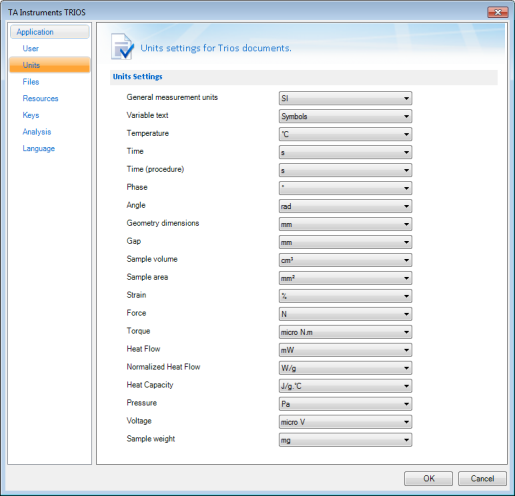 TA Instruments TRIOS
Application
User
Units
Files
Resources
Keys
Analysis
Language
Units settings for Trios documents.
Units Settings
General measurement units SI
Variable text Symbols
Temperature °C
Time s
Time (procedure) s
Phase °
Angle rad
Geometry dimensions mm
Gap mm
Sample volume cm³
Sample area mm²
Strain %
Force N
Torque micro N.m
Heat Flow mW
Normalized Heat Flow W/g
Heat Capacity J/g.°C
Pressure Pa
Voltage micro V
Sample weight mg
OK Cancel